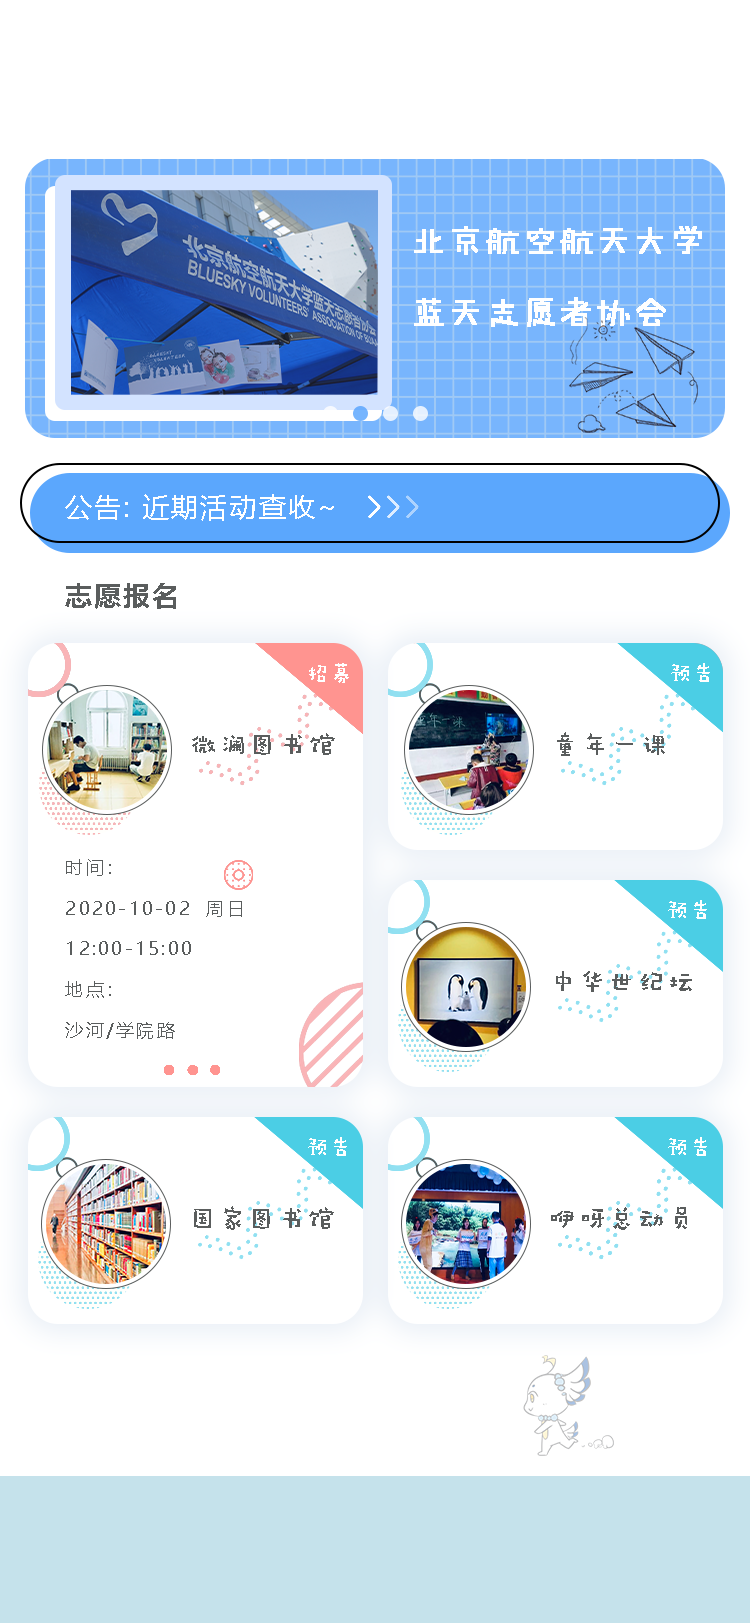 北京航空航天大学蓝天志愿者协会
BLUESKY VOLUNTEERS' ASSOCIATION OF BUAA
北京航空航天大学
蓝天志愿者协会
公告: 近期活动查收~
志愿报名
招募
微澜图书馆
时间:
2020-10-02 周日
12:00-15:00
地点:
沙河/学院路
预告
童年一课
预告
中华世纪坛
预告
国家图书馆
预告
咿呀总动员